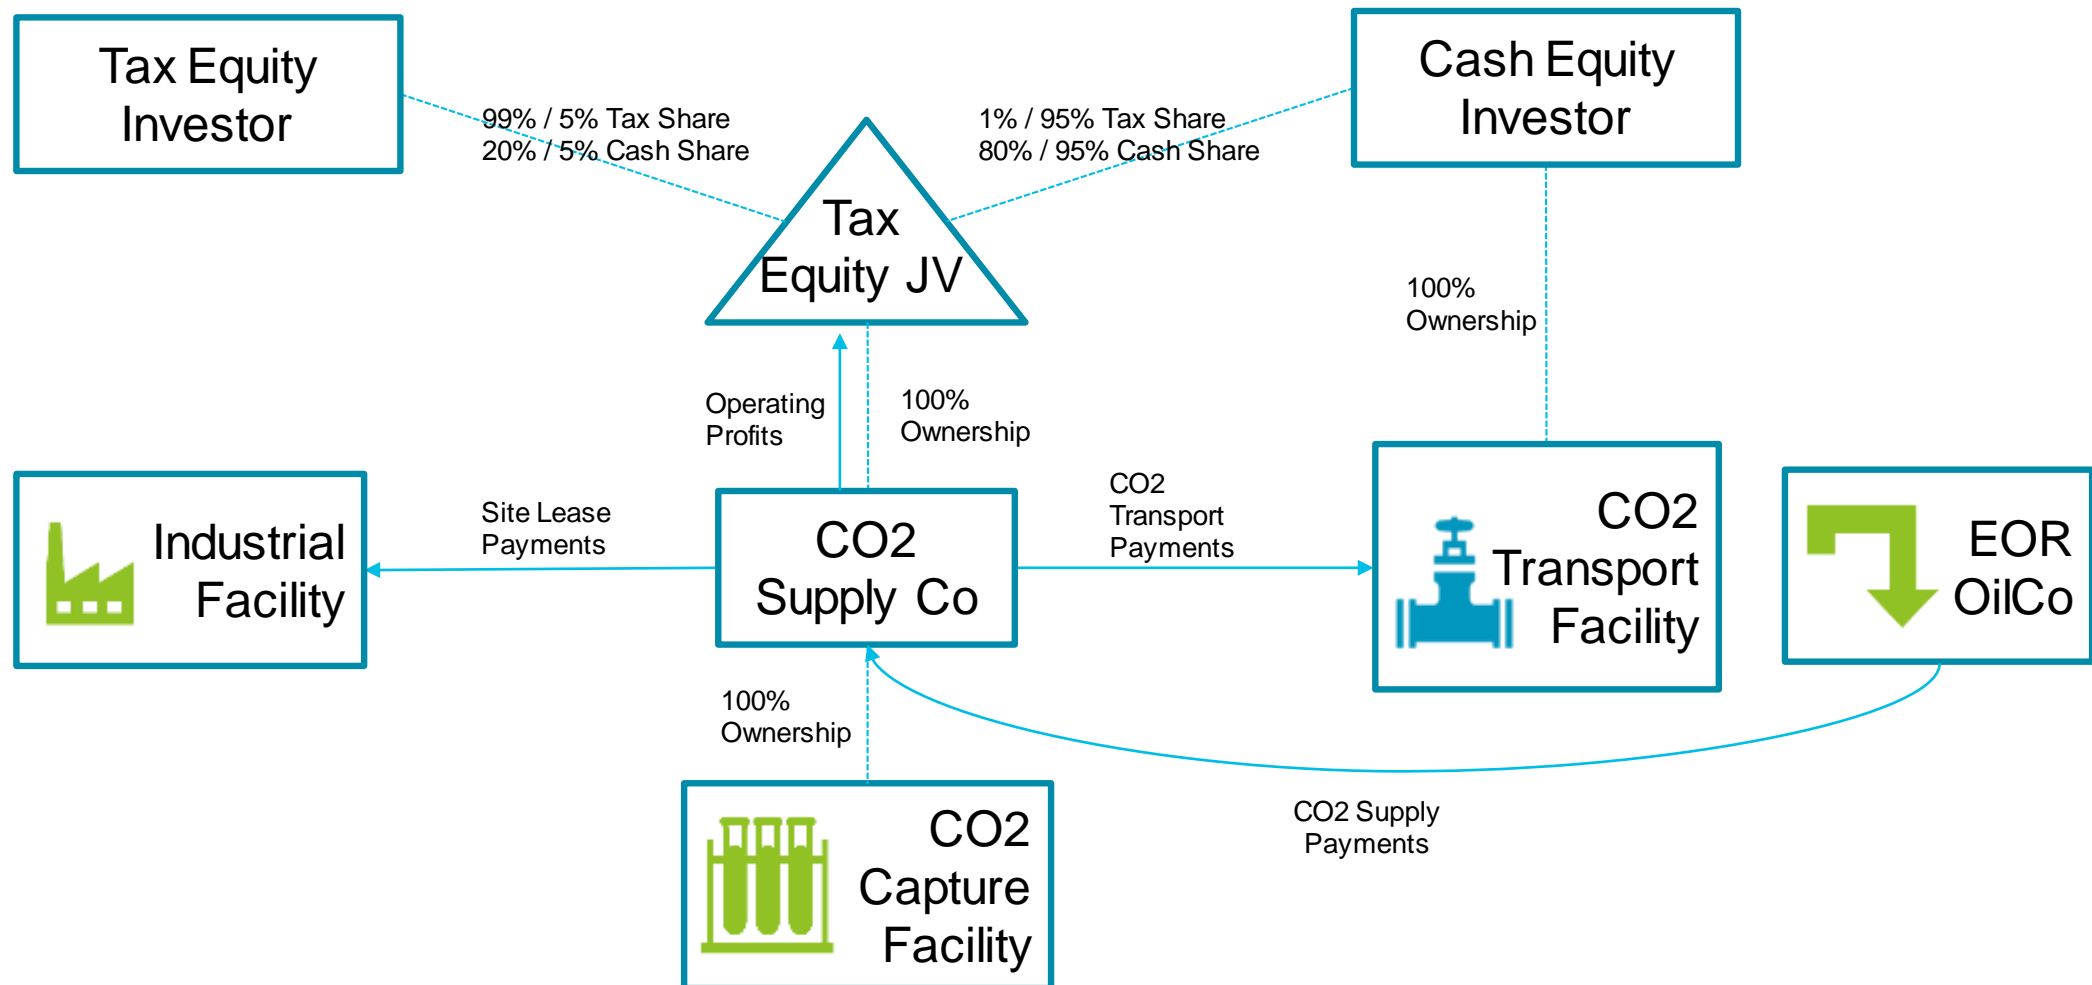 Tax Equity
Investor
99% / 5% Tax Share
20% / 5% Cash Share
1% / 95% Tax Share
80% / 95% Cash Share
Cash Equity
Investor
Tax
Equity JV
100%
Ownership
Operating
Profits
100%
Ownership
Industrial
Facility
Site Lease
Payments
CO2
Supply Co
CO2
Transport
Payments
CO2
Transport
Facility
EOR
OilCo
100%
Ownership
CO2 Supply
Payments
CO2
Capture
Facility